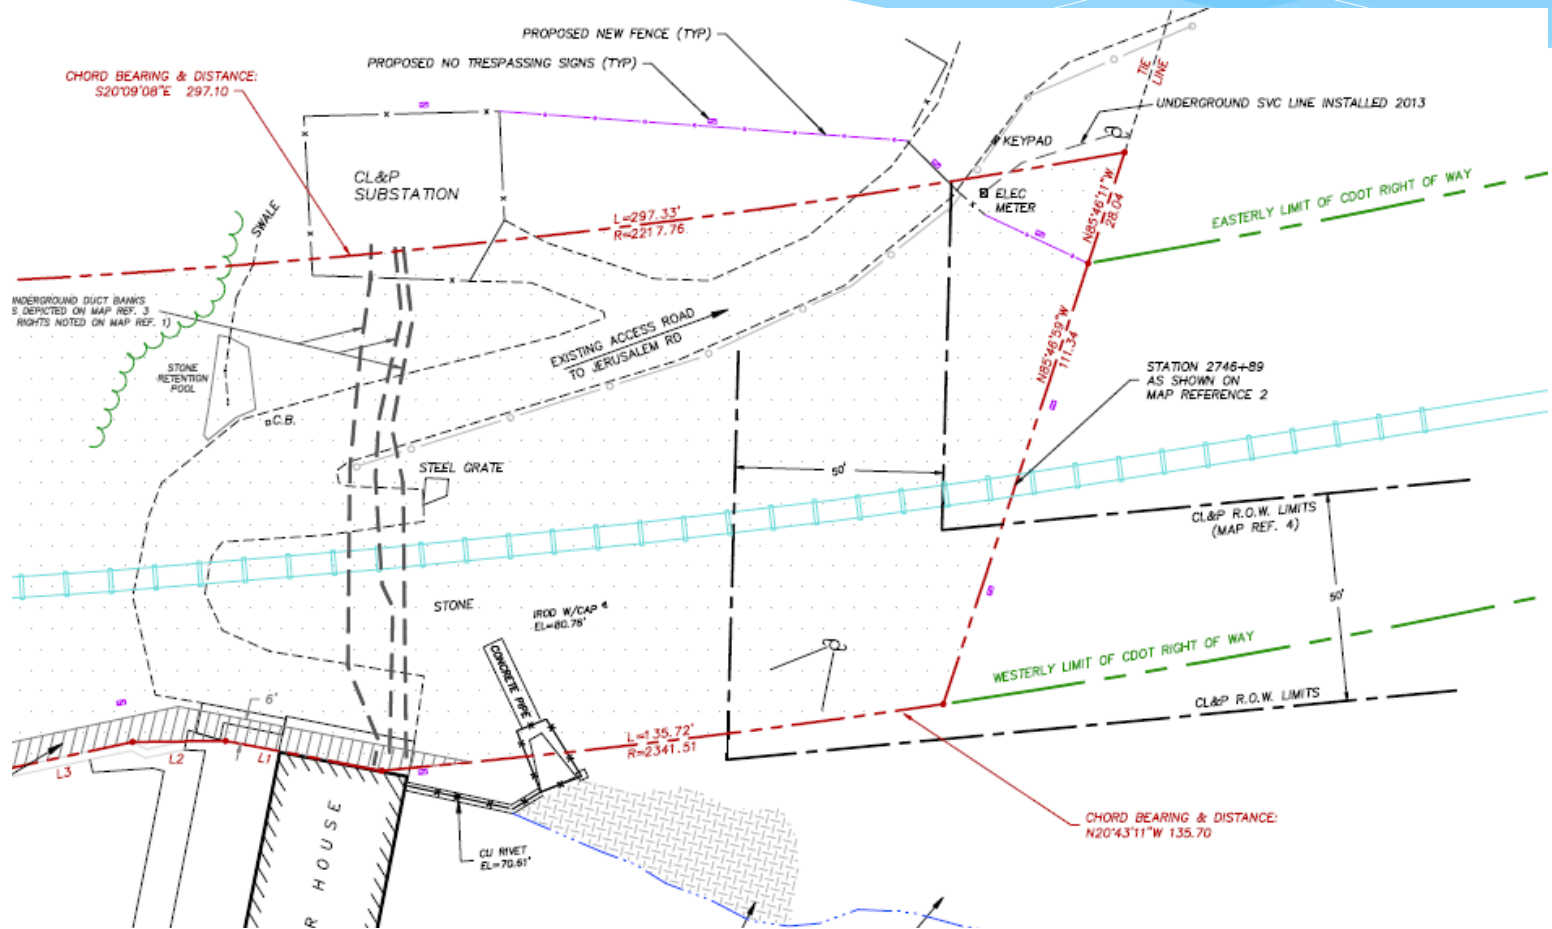 PROPOSED NEW FENCE (TYP)
PROPOSED NO TRESPASSING SIGNS (TYP)
CHORD BEARING & DISTANCE:
S20°09'08"E 297.10
TIE
LINE
UNDERGROUND SVC LINE INSTALLED 2013
KEYPAD
CL&P
SUBSTATION
ELEC
METER
N85°46'11"W
28.04
EASTERLY LIMIT OF CDOT RIGHT OF WAY
SWALE
L=297.33'
R=2217.76
NDERGROUND DUCT BANKS
S DEPICTED ON MAP REF. 3
RIGHTS NOTED ON MAP REF. 1)
EXISTING ACCESS ROAD
TO JERUSALEM RD
N85°46'59"W
111.34
STONE
RETENTION
POOL
C.B.
STATION 2746+89
AS SHOWN ON
MAP REFERENCE 2
STEEL GRATE
50'
CL&P R.O.W. LIMITS
(MAP REF. 4)
50'
STONE
IROD W/CAP
EL=80.76'
CONCRETE PIPE
WESTERLY LIMIT OF CDOT RIGHT OF WAY
CL&P R.O.W. LIMITS
6'
L=135.72'
R=2341.51
L3
L2
L1
CHORD BEARING & DISTANCE:
N20°43'11"W 135.70
CU RIVET
EL=70.61'
R HOUSE